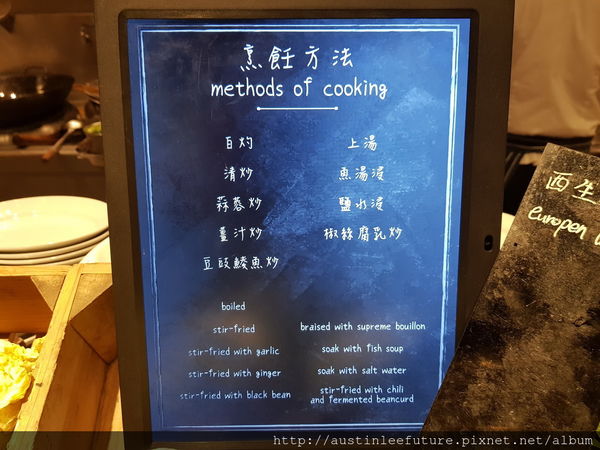 烹飪方法
methods of cooking
白灼
清炒
蒜蓉炒
薑汁炒
豆豉鯪魚炒
上湯
魚湯浸
鹽水浸
椒絲腐乳炒
boiled
stir-fried
stir-fried with garlic
stir-fried with ginger
stir-fried with black bean
braised with supreme bouillon
soak with fish soup
soak with salt water
stir-fried with chili
and fermented beancurd
西生
europen
http://austinleefuture.pixnet.net/album